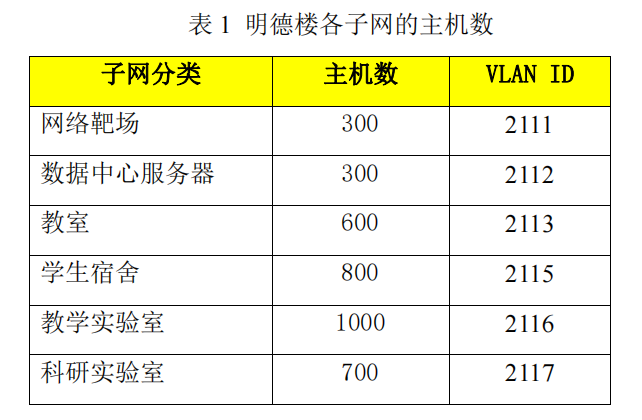 表 1 明德楼各子网的主机数
子网分类 主机数 VLAN ID
网络靶场 300 2111
数据中心服务器 300 2112
教室 600 2113
学生宿舍 800 2115
教学实验室 1000 2116
科研实验室 700 2117